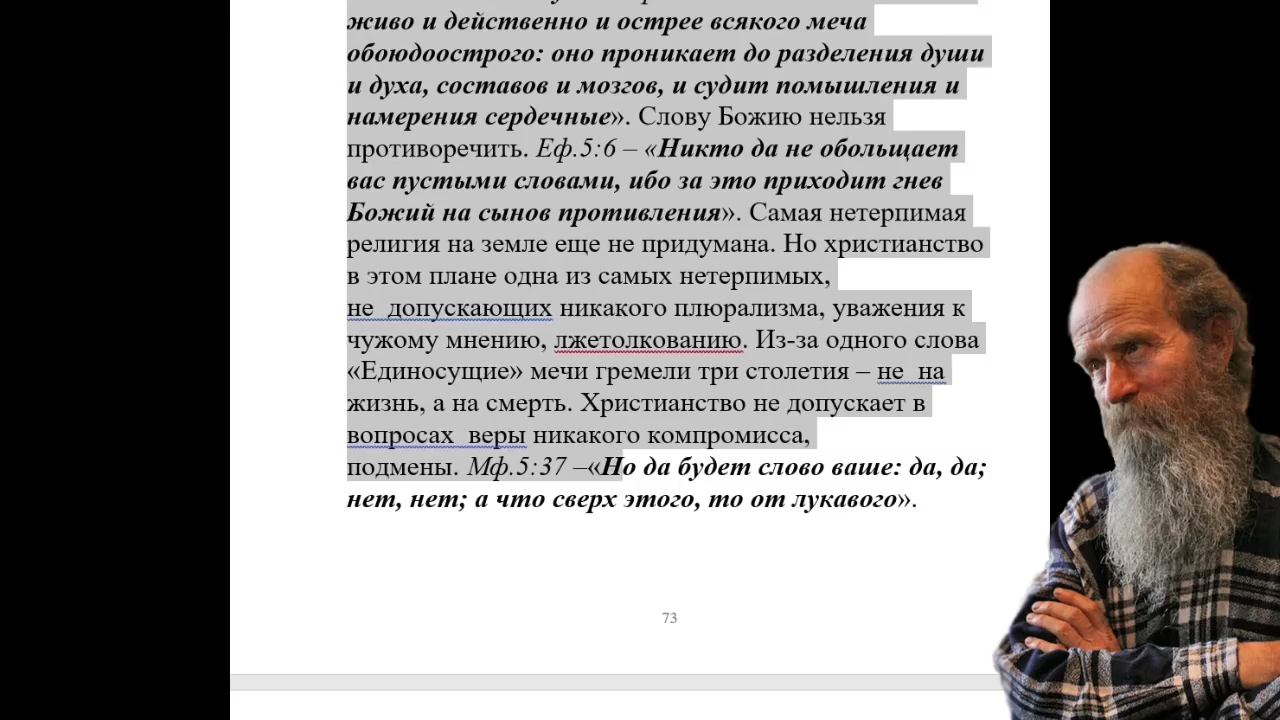 живо и действенно и острее всякого меча
обоюдоострого: оно проникает до разделения души
и духа, составов и мозгов, и судит помышления и
намерения сердечные». Слову Божию нельзя
противоречить. Еф.5:6 – «Никто да не обольщает
вас пустыми словами, ибо за это приходит гнев
Божий на сынов противления». Самая нетерпимая
религия на земле еще не придумана. Но христианство
в этом плане одна из самых нетерпимых,
не допускающих никакого плюрализма, уважения к
чужому мнению, лжетолкованию. Из-за одного слова
«Единосущие» мечи гремели три столетия – не на
жизнь, а на смерть. Христианство не допускает в
вопросах веры никакого компромисса,
подмены. Мф.5:37 –«Но да будет слово ваше: да, да;
нет, нет; а что сверх этого, то от лукавого».
73